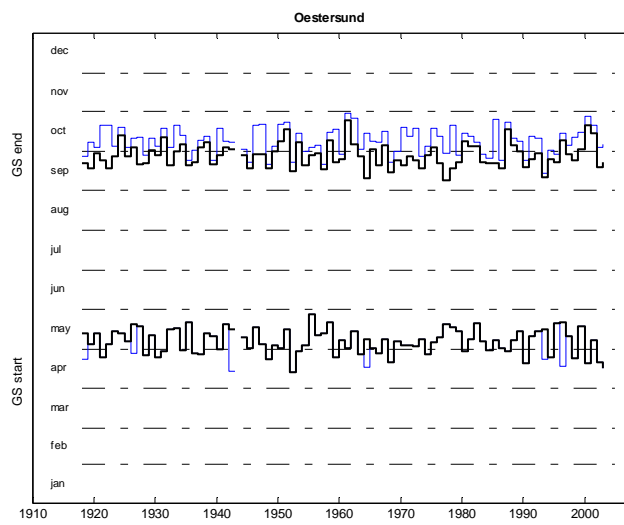 Oestersund
dec
nov
oct
GS end
sep
aug
jul
jun
may
apr
GS start
mar
feb
jan
1910 1920 1930 1940 1950 1960 1970 1980 1990 2000